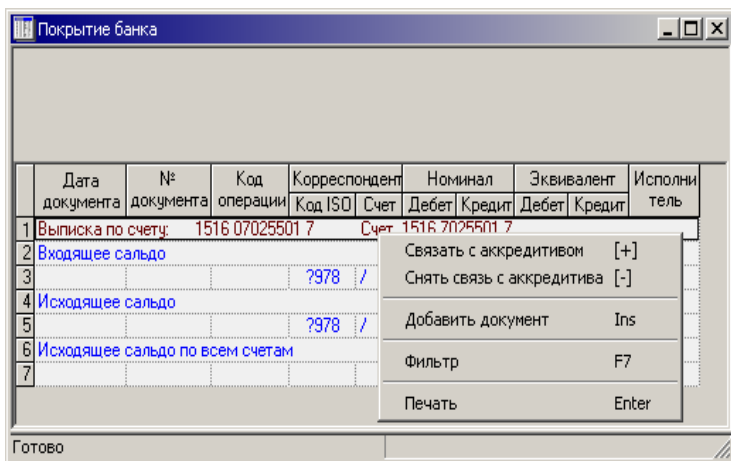 Покрытие банка
Дата документа № документа Код операции Корреспондент Номинал Эквивалент Исполнитель
Код ISO Счет Дебет Кредит Дебет Кредит
1 Выписка по счету: 1516 07025501 7 Счет 1516 7025501 7
2 Входящее сальдо
3 ?978 /
4 Исходящее сальдо
5 ?978 /
6 Исходящее сальдо по всем счетам
7
Связать с аккредитивом [+]
Снять связь с аккредитива [-]
Добавить документ Ins
Фильтр F7
Печать Enter
Готово